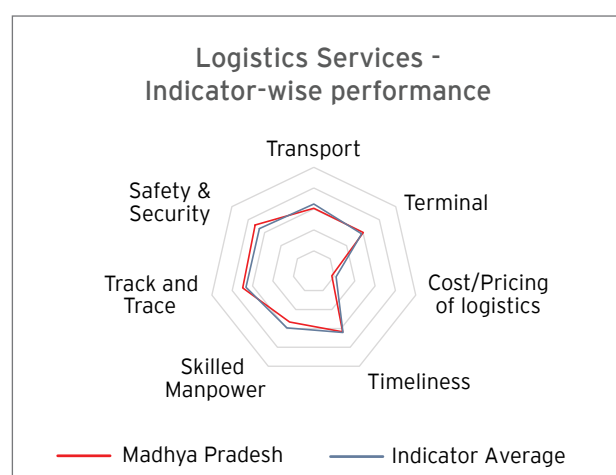 Logistics Services -
Indicator-wise performance
Transport
Safety &
Security
Terminal
Track and
Trace
Cost/Pricing
of logistics
Skilled
Manpower
Timeliness
Madhya Pradesh
Indicator Average